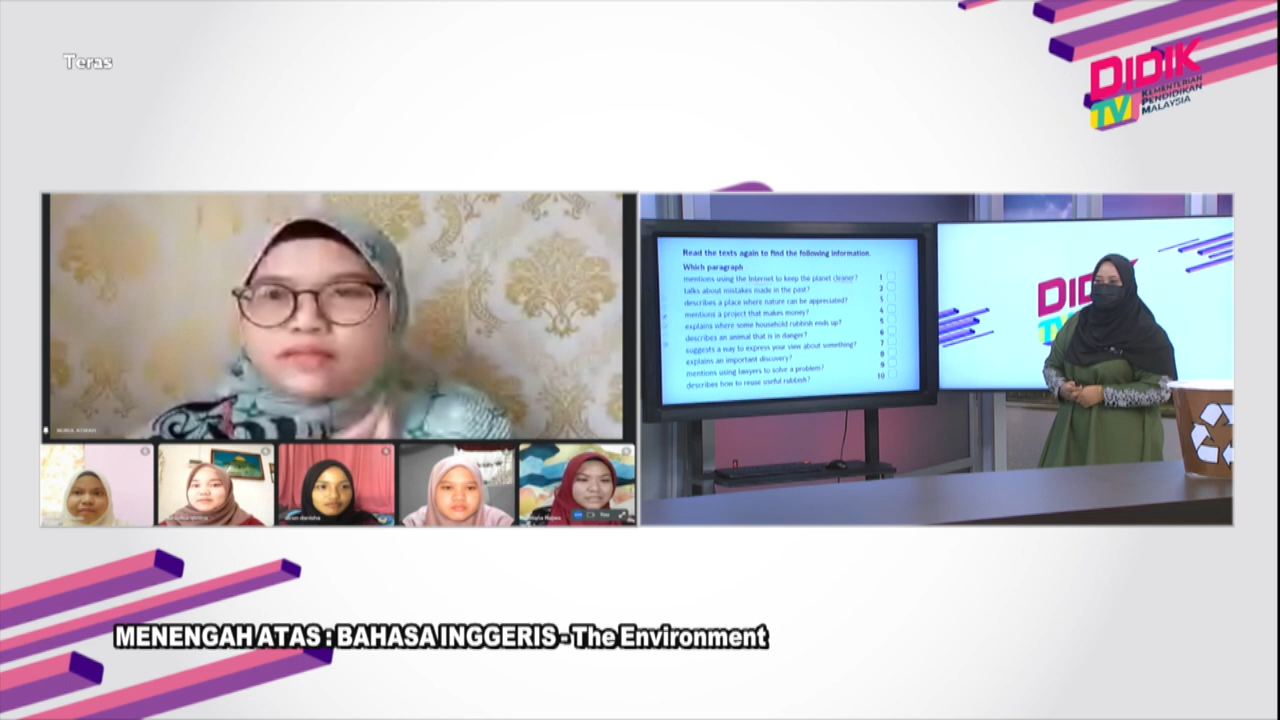 Teras
DIDIK
TV
KEMENTERIAN
PENDIDIKAN
MALAYSIA
Read the texts again to find the following information.
Which paragraph
mentions using the Internet to keep the planet cleaner? 1
talks about mistakes made in the past? 2
describes a place where nature can be appreciated? 3
mentions a project that makes money? 4
explains where some household rubbish ends up? 5
describes an animal that is in danger? 6
suggests a way to express your view about something? 7
explains an important discovery? 8
mentions using lawyers to solve a problem? 9
describes how to reuse useful rubbish? 10
DIDIK
MENENGAH ATAS : BAHASA INGGERIS - The Environment